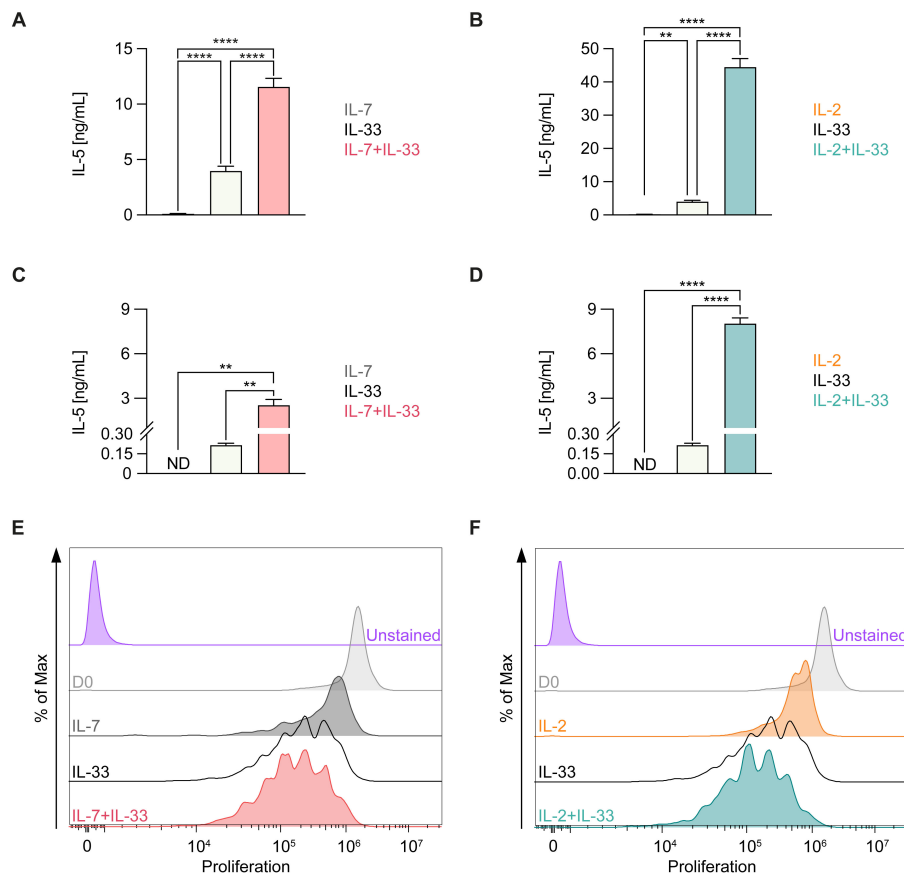 A
IL-5 [ng/mL]
15
10
5
0
****
**** ****
IL-7
IL-33
IL-7+IL-33
B
IL-5 [ng/mL]
50
40
30
20
10
0
****
** ****
IL-2
IL-33
IL-2+IL-33
C
IL-5 [ng/mL]
9
6
3
0.30
0.15
0.00
**
**
ND
IL-7
IL-33
IL-7+IL-33
D
IL-5 [ng/mL]
9
6
3
0.30
0.15
0.00
****
****
ND
IL-2
IL-33
IL-2+IL-33
E
% of Max
Unstained
D0
IL-7
IL-33
IL-7+IL-33
0 10⁴ 10⁵ 10⁶ 10⁷
Proliferation
F
% of Max
Unstained
D0
IL-2
IL-33
IL-2+IL-33
0 10⁴ 10⁵ 10⁶ 10⁷
Proliferation